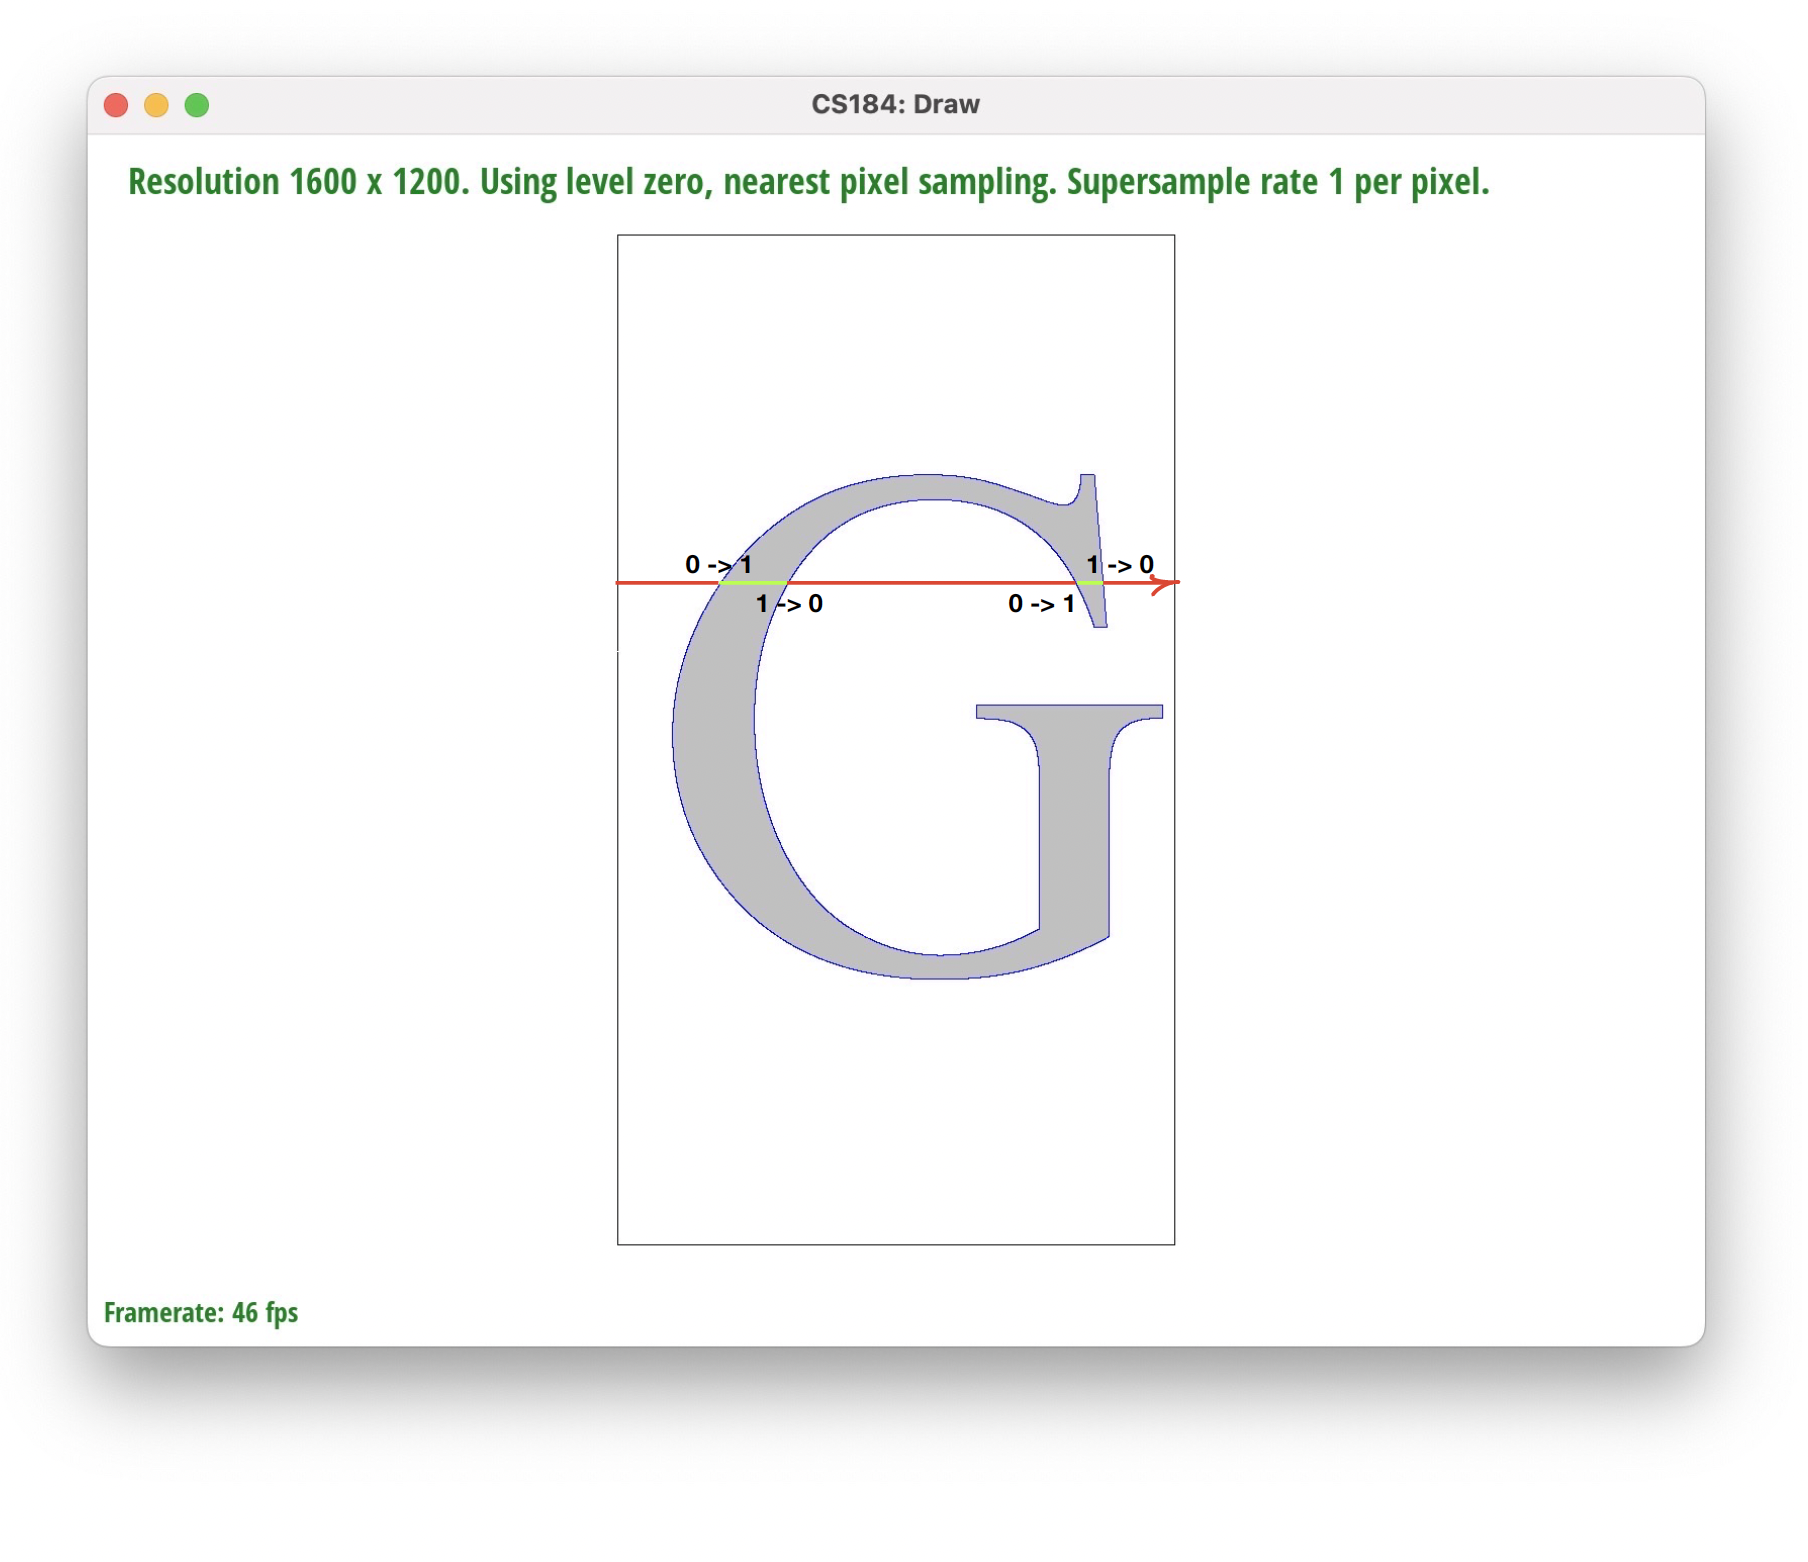 CS184: Draw
Resolution 1600 x 1200. Using level zero, nearest pixel sampling. Supersample rate 1 per pixel.
0 -> 1
1 -> 0
1 -> 0
0 -> 1
G
Framerate: 46 fps